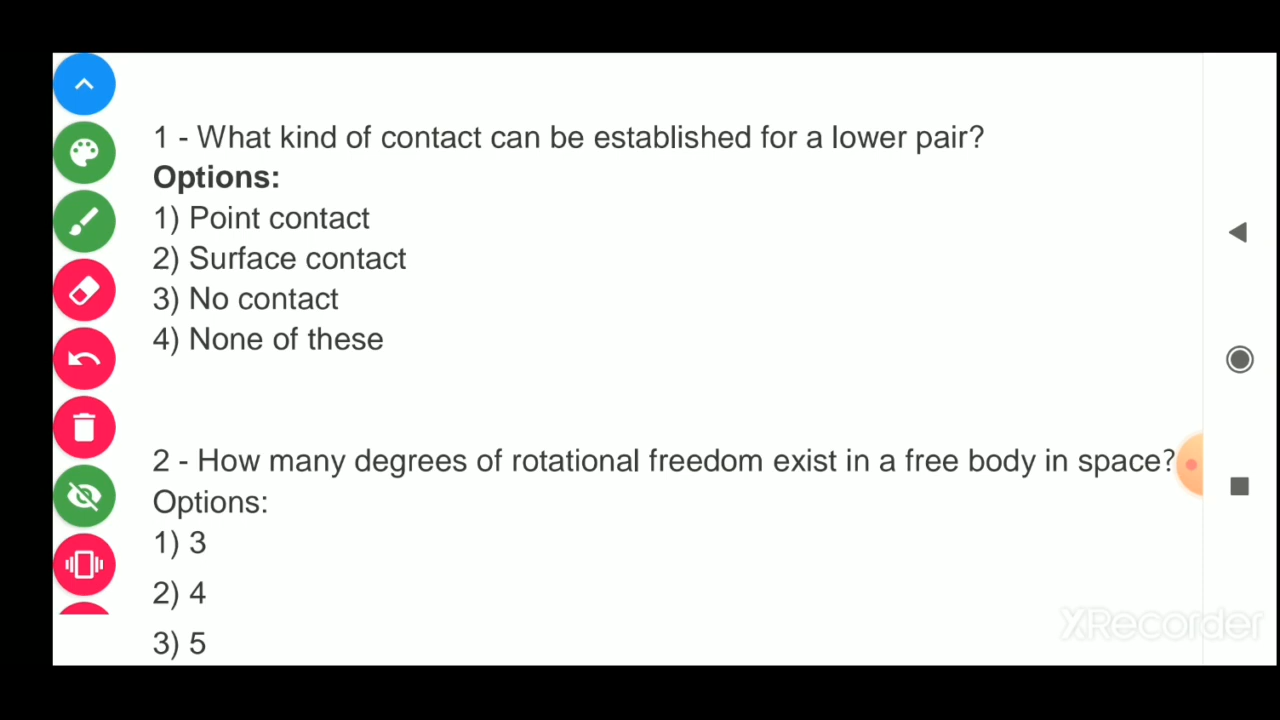 1 - What kind of contact can be established for a lower pair?
Options:
1) Point contact
2) Surface contact
3) No contact
4) None of these
2 - How many degrees of rotational freedom exist in a free body in space?
Options:
1) 3
2) 4
3) 5
XRecorder